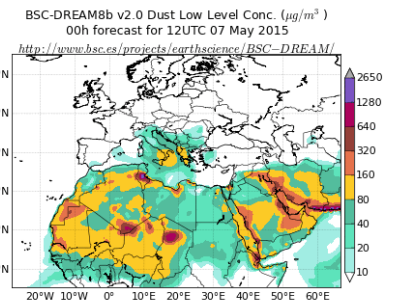 BSC-DREAM8b v2.0 Dust Low Level Conc. (μg/m³ )
00h forecast for 12UTC 07 May 2015
http://www.bsc.es/projects/earthscience/BSC−DREAM/
N
N
N
N
N
N
2650
1280
640
320
160
80
40
20
10
20°W 10°W 0° 10°E 20°E 30°E 40°E 50°E 60°E